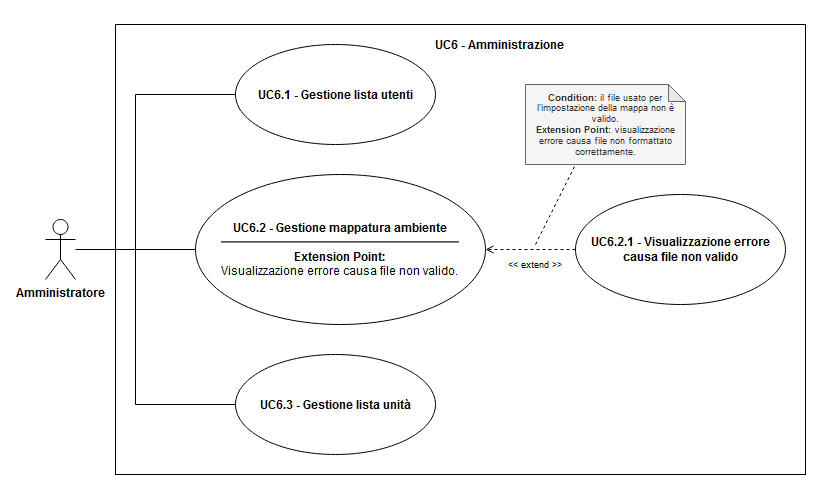 UC6 - Amministrazione
UC6.1 - Gestione lista utenti
Condition: il file usato per
l'impostazione della mappa non è
valido.
Extension Point: visualizzazione
errore causa file non formattato
correttamente.
UC6.2 - Gestione mappatura ambiente
Extension Point:
Visualizzazione errore causa file non valido.
<< extend >>
UC6.2.1 - Visualizzazione errore
causa file non valido
Amministratore
UC6.3 - Gestione lista unità